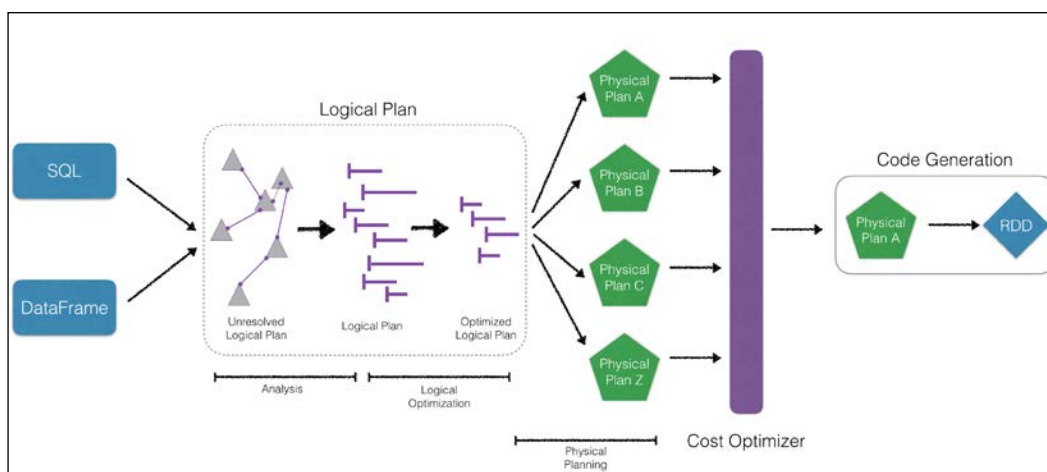 SQL
DataFrame
Logical Plan
Unresolved
Logical Plan
Logical Plan
Optimized
Logical Plan
Analysis
Logical
Optimization
Physical
Plan A
Physical
Plan B
Physical
Plan C
Physical
Plan Z
Physical
Planning
Cost Optimizer
Code Generation
Physical
Plan A
RDD